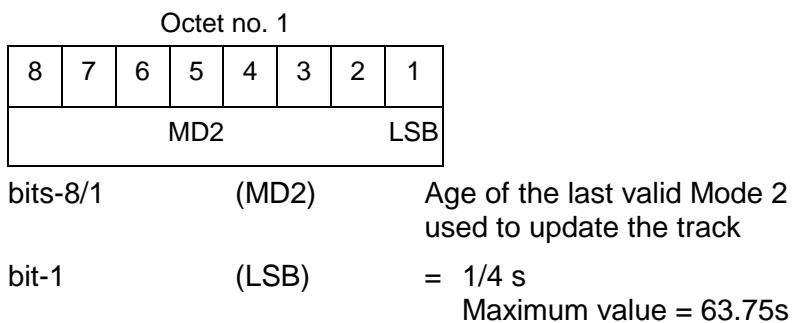 Octet no. 1
8 7 6 5 4 3 2 1
MD2 LSB
bits-8/1 (MD2) Age of the last valid Mode 2
used to update the track
bit-1 (LSB) = 1/4 s
Maximum value = 63.75s